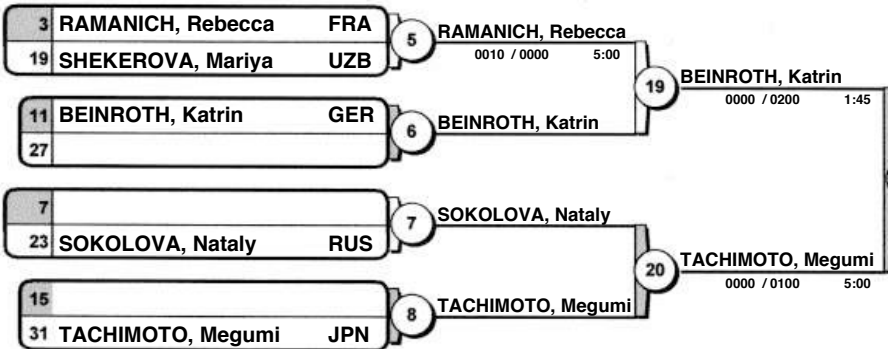 3 RAMANICH, Rebecca FRA
19 SHEKEROVA, Mariya UZB
5
RAMANICH, Rebecca
0010 / 0000 5:00
11 BEINROTH, Katrin GER
27
6
BEINROTH, Katrin
19
BEINROTH, Katrin
0000 / 0200 1:45
7
23 SOKOLOVA, Nataly RUS
7
SOKOLOVA, Nataly
15
31 TACHIMOTO, Megumi JPN
8
TACHIMOTO, Megumi
20
TACHIMOTO, Megumi
0000 / 0100 5:00